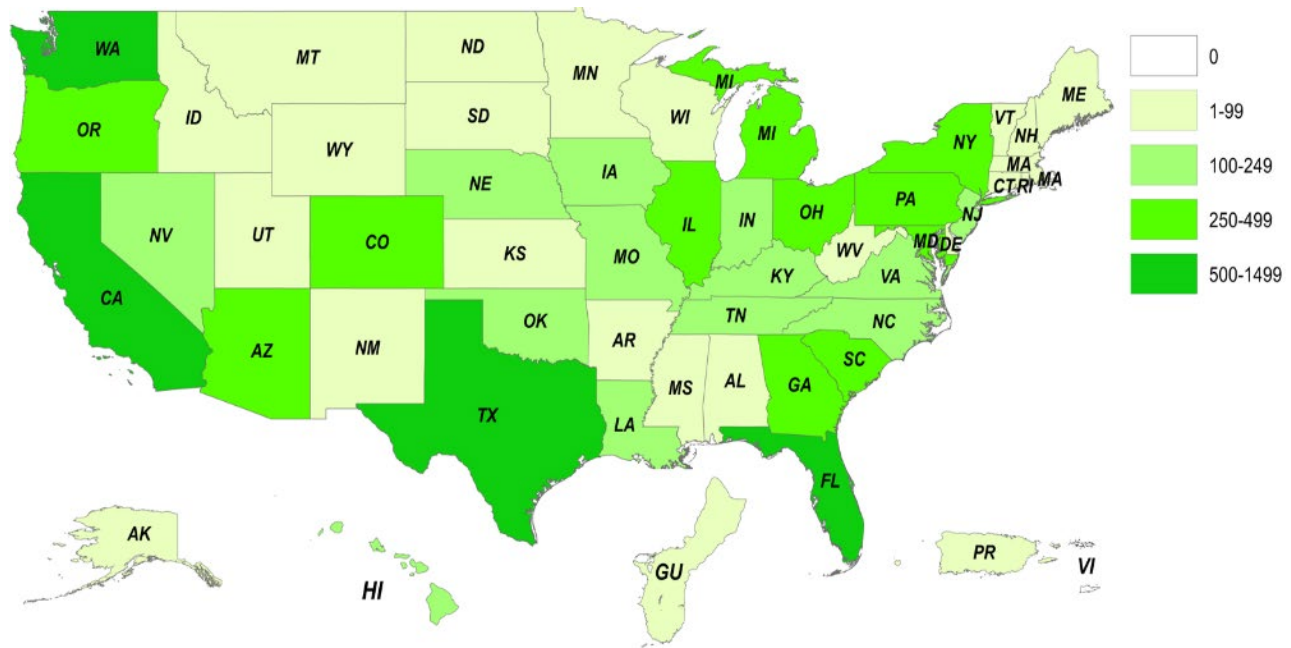 WA
MT
ND
MN
MI
ME
0
VT
NH
ID
SD
WI
OR
WY
MI
NY
MA
1-99
IA
CT
RI
MA
NE
PA
100-249
IL
IN
OH
NJ
NV
UT
CO
MD
DE
250-499
KS
MO
WV
VA
KY
500-1499
CA
OK
TN
NC
AZ
NM
AR
SC
MS
AL
GA
TX
LA
FL
AK
HI
GU
PR
VI